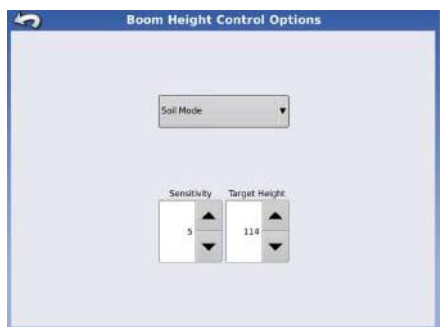 Boom Height Control Options
Soil Mode
Sensitivity Target Height
5 114